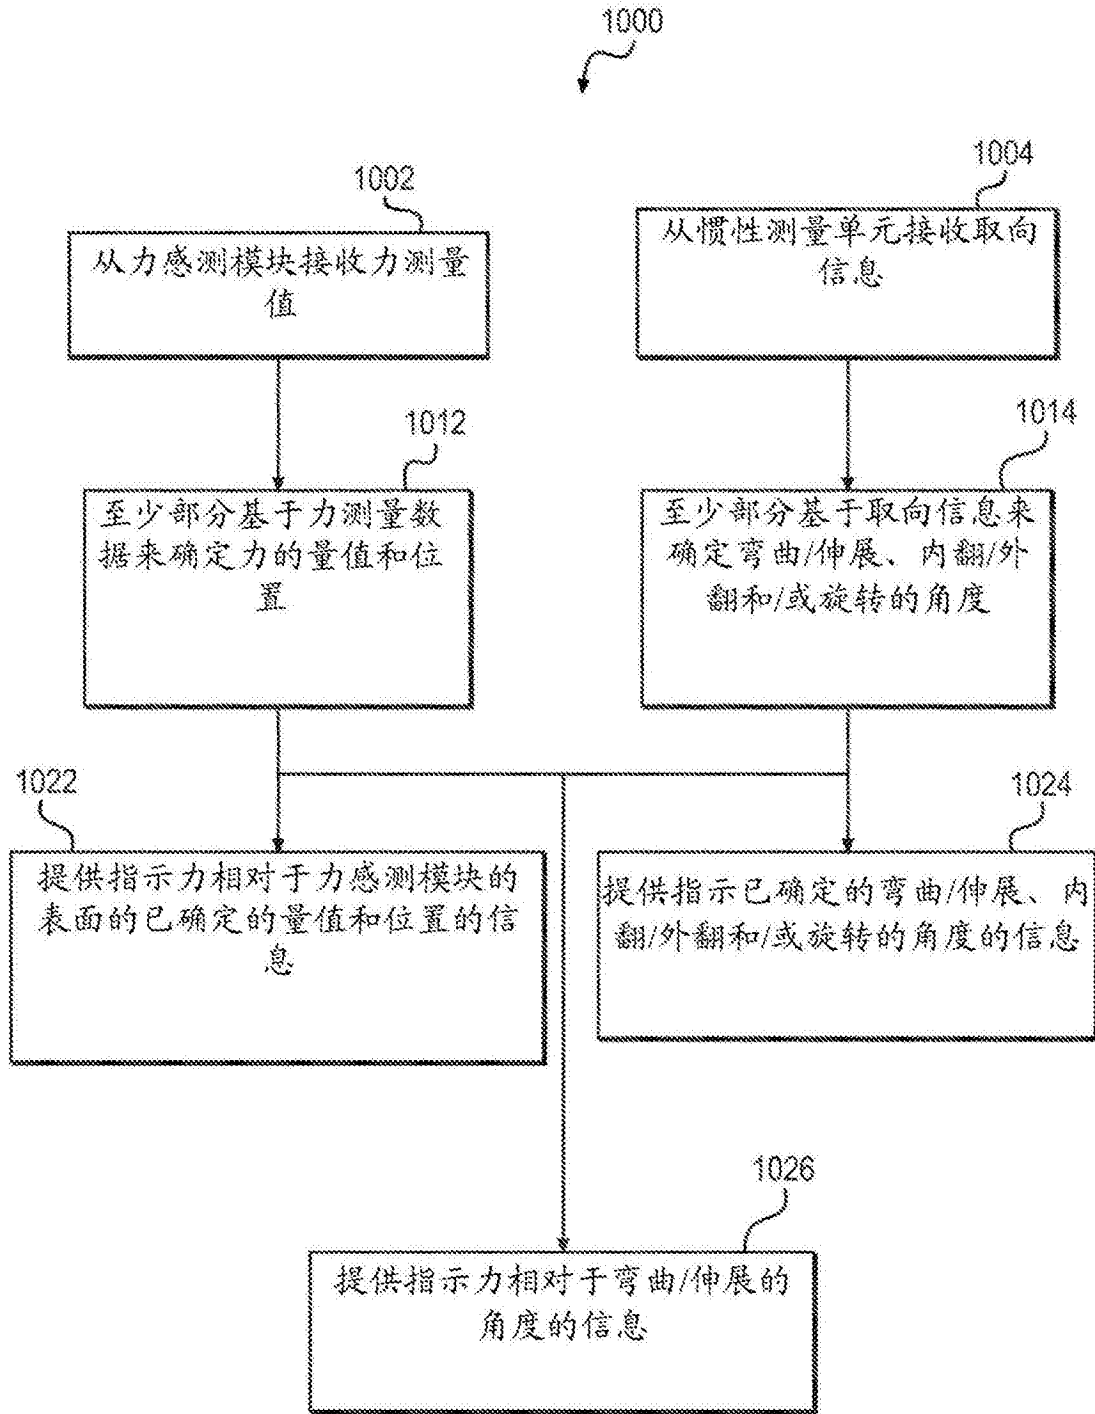 1000
1002
从力感测模块接收力测量
值
1004
从惯性测量单元接收取向
信息
1012
至少部分基于力测量数
据来确定力的量值和位
置
1014
至少部分基于取向信息来
确定弯曲/伸展、内翻/外
翻和/或旋转的角度
1022
提供指示力相对于力感测模块的
表面的已确定的量值和位置的信
息
1024
提供指示已确定的弯曲/伸展、内
翻/外翻和/或旋转的角度的信息
1026
提供指示力相对于弯曲/伸展的
角度的信息